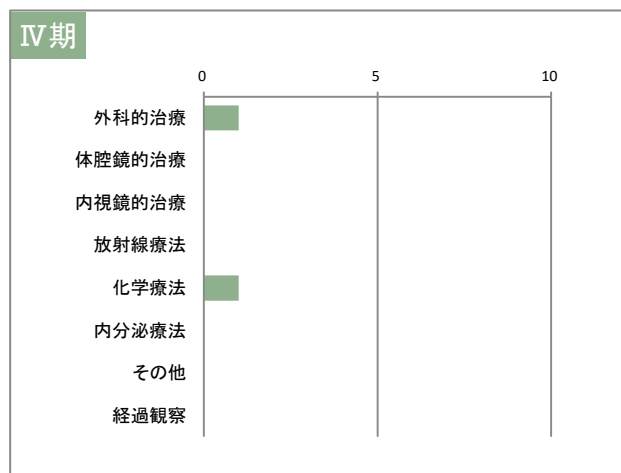 Ⅳ期
0 5 10
外科的治療
体腔鏡的治療
内視鏡的治療
放射線療法
化学療法
内分泌療法
その他
経過観察